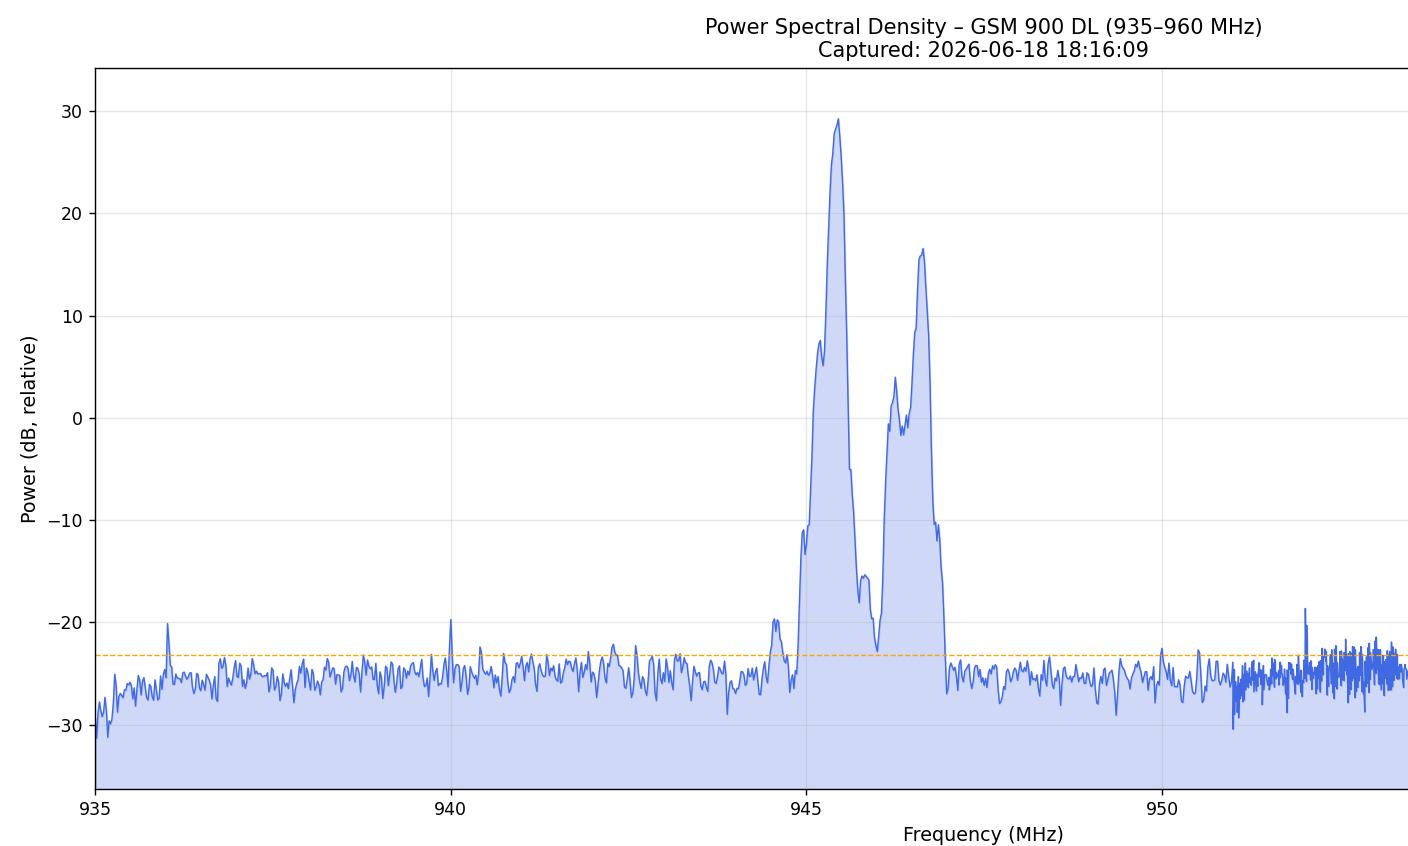 Power Spectral Density – GSM 900 DL (935–960 MHz)
Captured: 2026-06-18 18:16:09
30
20
10
0
−10
−20
−30
Power (dB, relative)
935
940
945
950
Frequency (MHz)